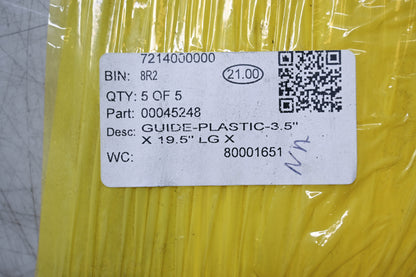 7214000000
BIN: 8R2 21.00
QTY: 5 OF 5
Part: 00045248
Desc: GUIDE-PLASTIC-3.5"
X 19.5" LG X
WC: 80001651